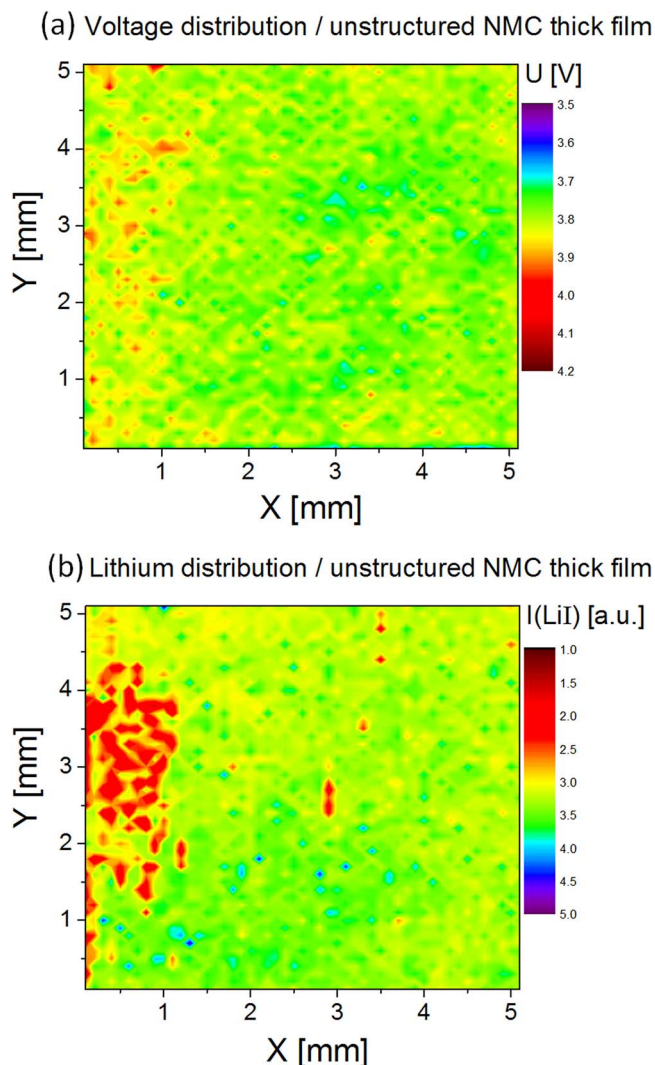 (a) Voltage distribution / unstructured NMC thick film
U [V]
5
4
3
2
1
Y [mm]
1 2 3 4 5
X [mm]
3.5
3.6
3.7
3.8
3.9
4.0
4.1
4.2
(b) Lithium distribution / unstructured NMC thick film
I(LiI) [a.u.]
5
4
3
2
1
Y [mm]
1 2 3 4 5
X [mm]
1.0
1.5
2.0
2.5
3.0
3.5
4.0
4.5
5.0